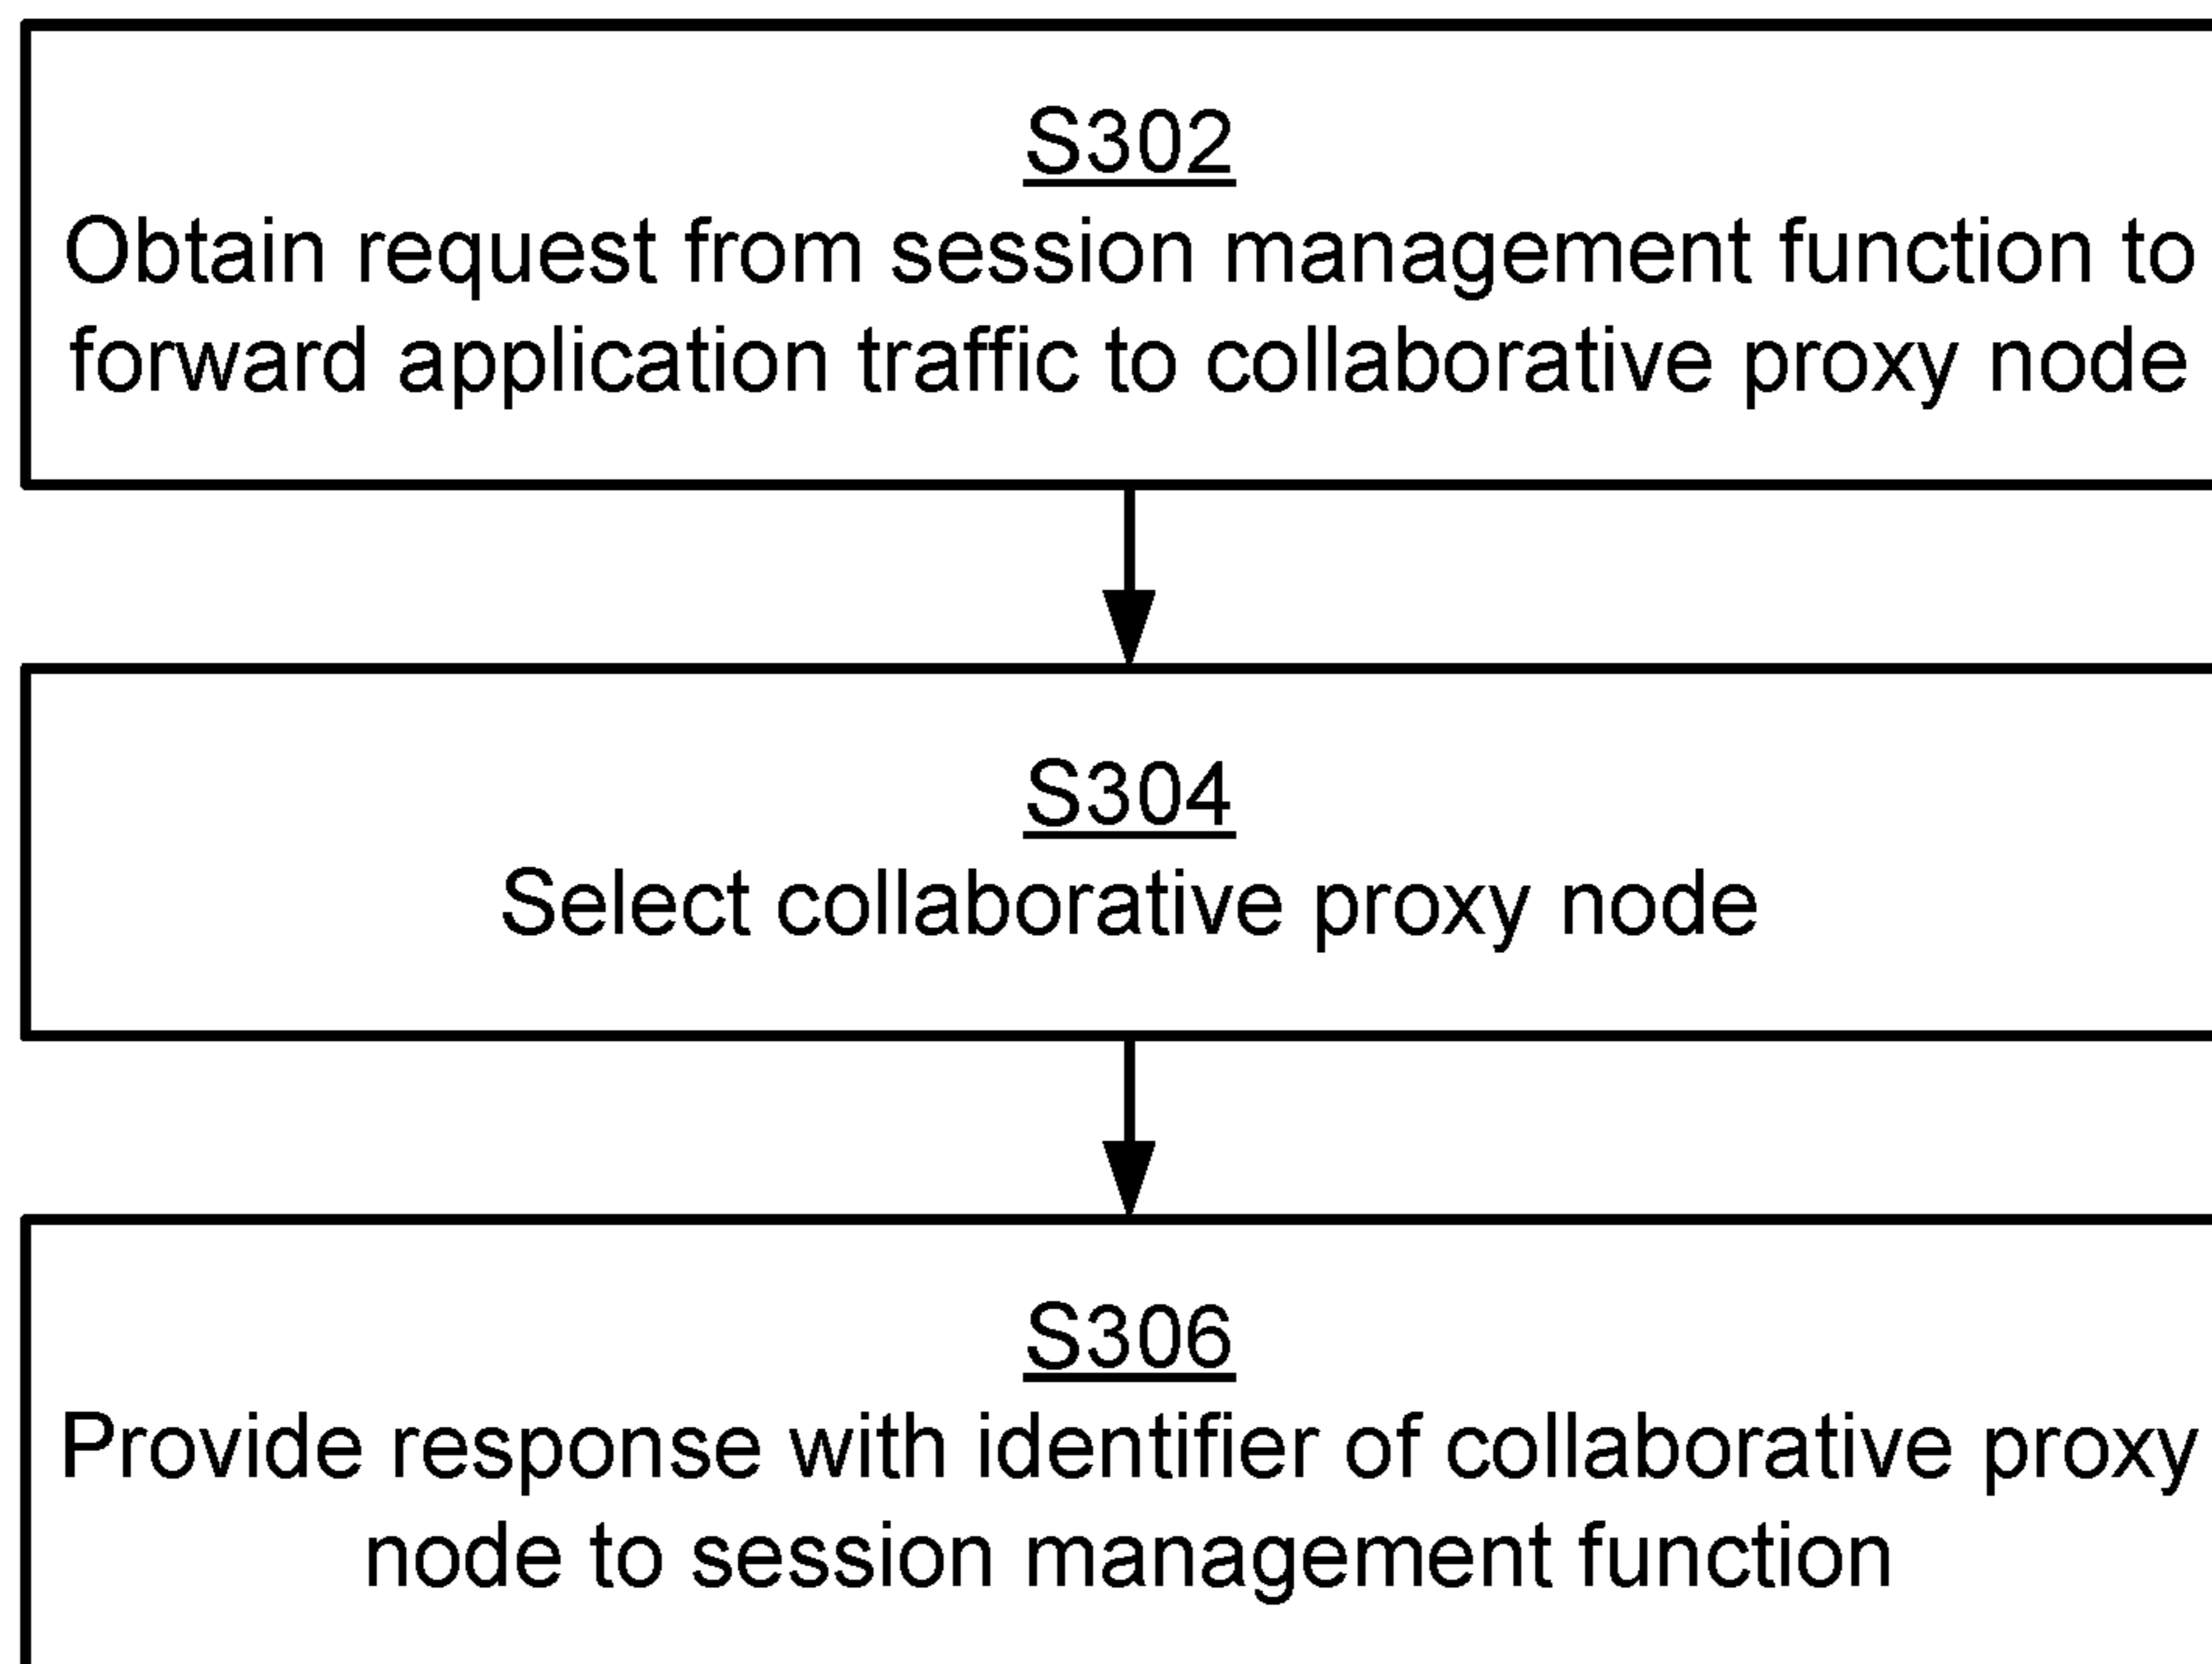 S302
Obtain request from session management function to
forward application traffic to collaborative proxy node
S304
Select collaborative proxy node
S306
Provide response with identifier of collaborative proxy
node to session management function